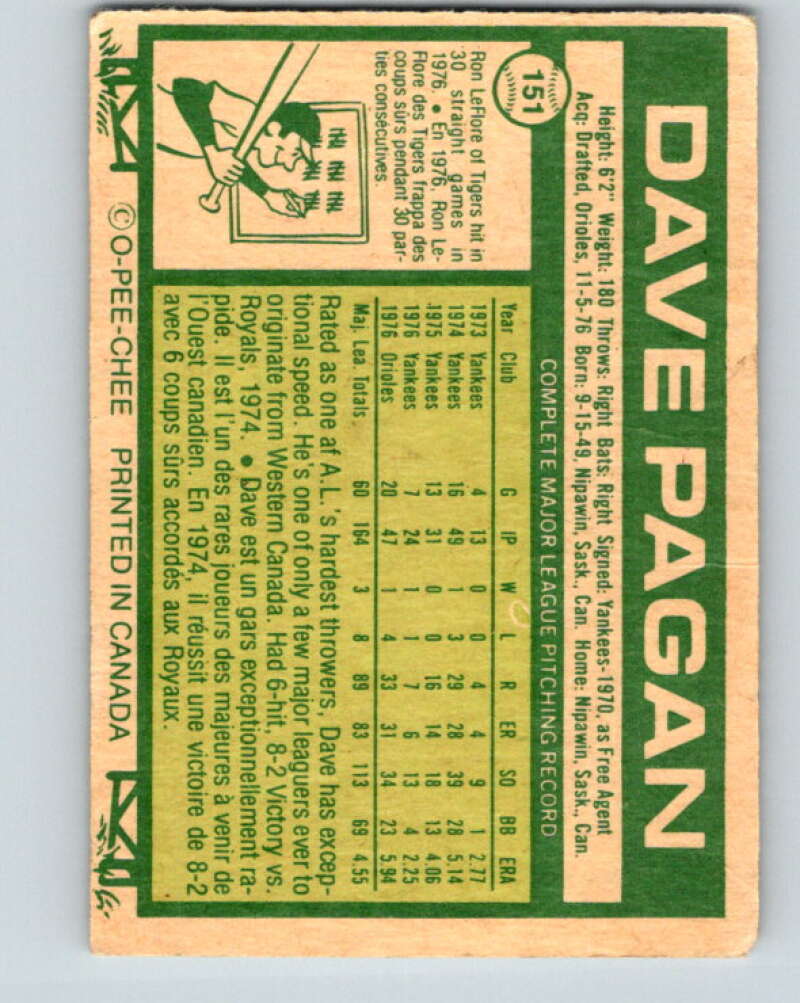 DAVE PAGAN
Height: 6'2" Weight: 180 Throws: Right Bats: Right Signed: Yankees-1970, as Free Agent
Acq: Drafted, Orioles, 11-5-76 Born: 9-15-49, Nipawin, Sask., Can. Home: Nipawin, Sask., Can.
151
Ron LeFlore of Tigers hit in
30 straight games in
1976. • En 1976, Ron Le-
Flore des Tigers frappa des
coups sûrs pendant 30 par-
ties consécutives.
COMPLETE MAJOR LEAGUE PITCHING RECORD
Year Club G IP W L R ER SO BB ERA
1973 Yankees 4 13 0 0 4 4 9 1 2.77
1974 Yankees 16 49 1 3 29 28 39 28 5.14
1975 Yankees 13 31 0 0 16 14 18 13 4.06
1976 Yankees 7 24 1 1 7 6 13 4 2.25
1976 Orioles 20 47 1 4 33 31 34 23 5.94
Maj. Lea. Totals 60 164 3 8 89 83 113 69 4.55
Rated as one af A.L.'s hardest throwers, Dave has excep-
tional speed. He's one of only a few major leaguers ever to
originate from Western Canada. Had 6-hit, 8-2 Victory vs.
Royals, 1974. • Dave est un gars exceptionnellement ra-
pide. Il est l'un des rares joueurs des majeures à venir de
l'Ouest canadien. En 1974, il réussit une victoire de 8-2
avec 6 coups sûrs accordés aux Royaux.
© O-PEE-CHEE PRINTED IN CANADA